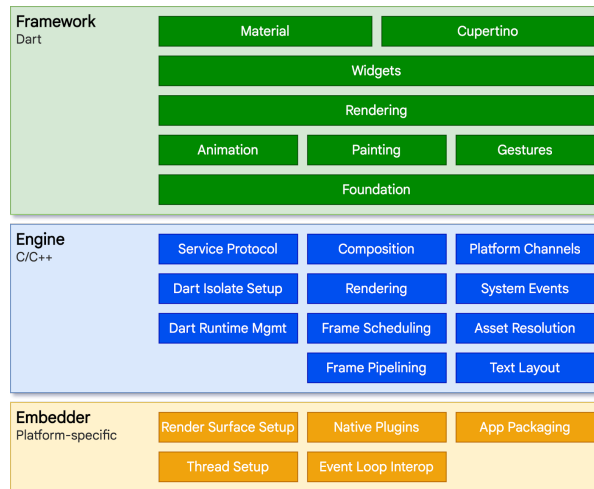 Framework
Dart
Material
Cupertino
Widgets
Rendering
Animation
Painting
Gestures
Foundation
Engine
C/C++
Service Protocol
Composition
Platform Channels
Dart Isolate Setup
Rendering
System Events
Dart Runtime Mgmt
Frame Scheduling
Asset Resolution
Frame Pipelining
Text Layout
Embedder
Platform-specific
Render Surface Setup
Native Plugins
App Packaging
Thread Setup
Event Loop Interop